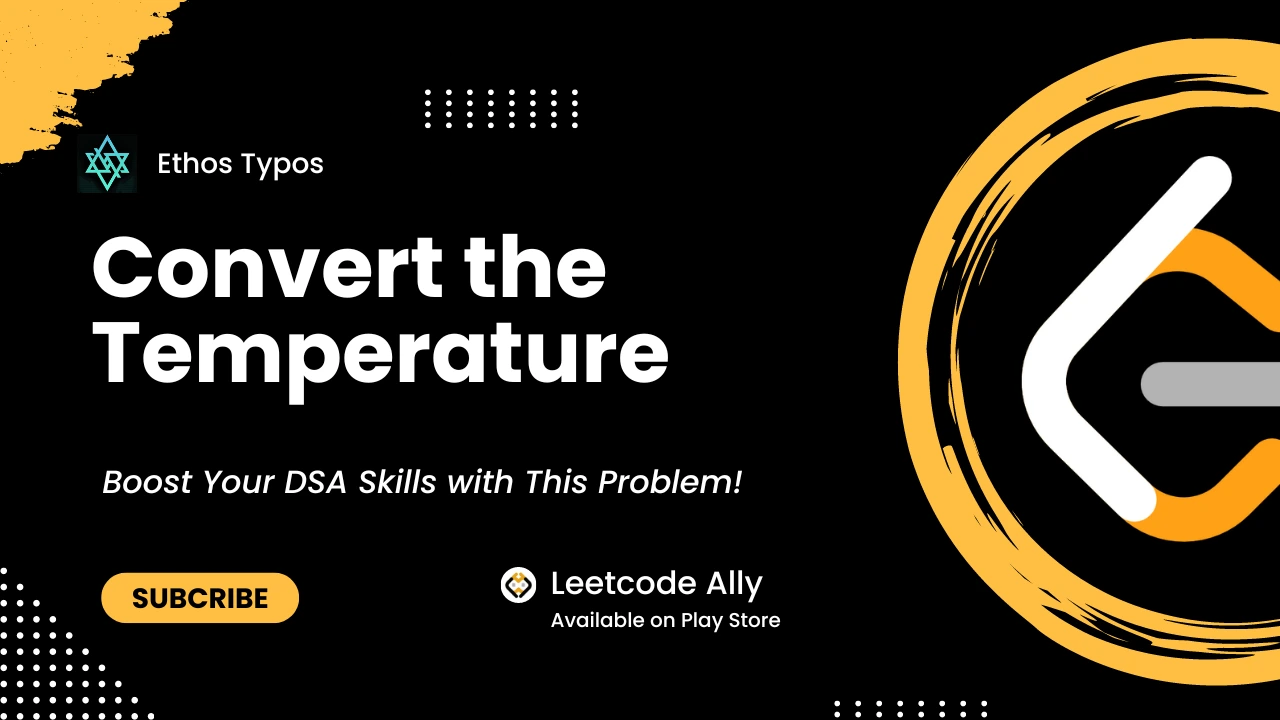 Ethos Typos
Convert the
Temperature
Boost Your DSA Skills with This Problem!
SUBCRIBE
Leetcode Ally
Available on Play Store